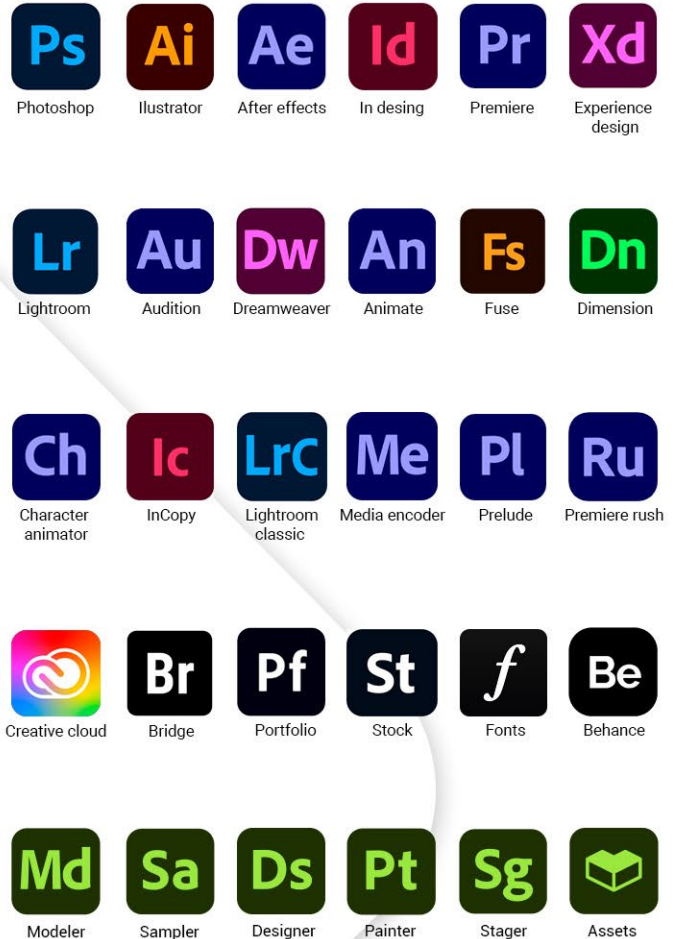 Ps Ai Ae Id Pr Xd
Photoshop Ilustrator After effects In desing Premiere Experience design
Lr Au Dw An Fs Dn
Lightroom Audition Dreamweaver Animate Fuse Dimension
Ch Ic LrC Me Pl Ru
Character animator InCopy Lightroom classic Media encoder Prelude Premiere rush
Br Pf St f Be
Creative cloud Bridge Portfolio Stock Fonts Behance
Md Sa Ds Pt Sg
Modeler Sampler Designer Painter Stager Assets